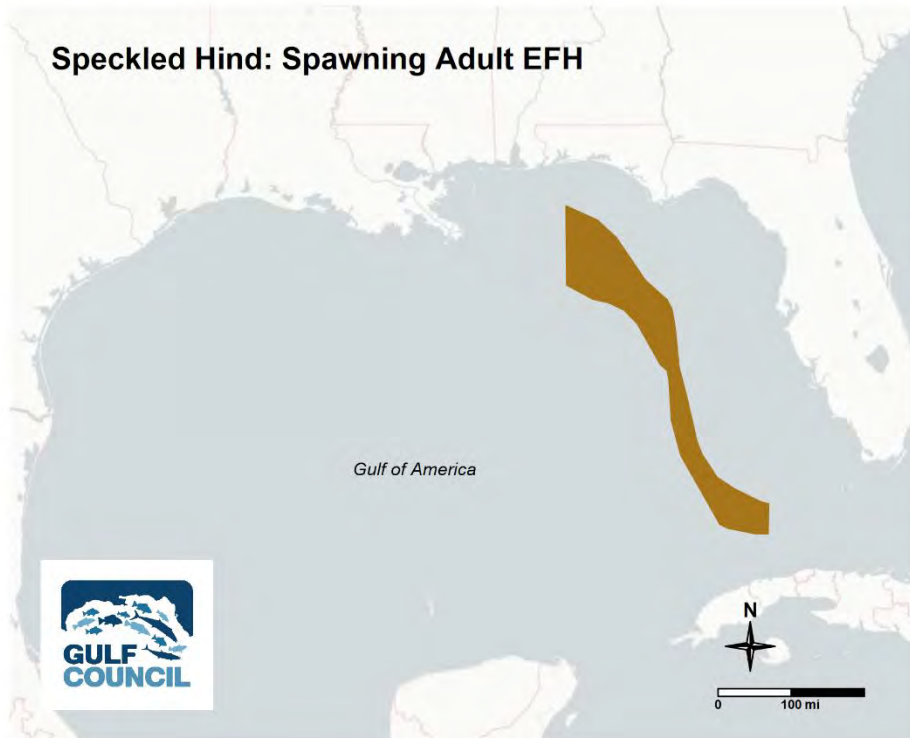 Speckled Hind: Spawning Adult EFH
Gulf of America
GULF
COUNCIL
N
0 100 mi